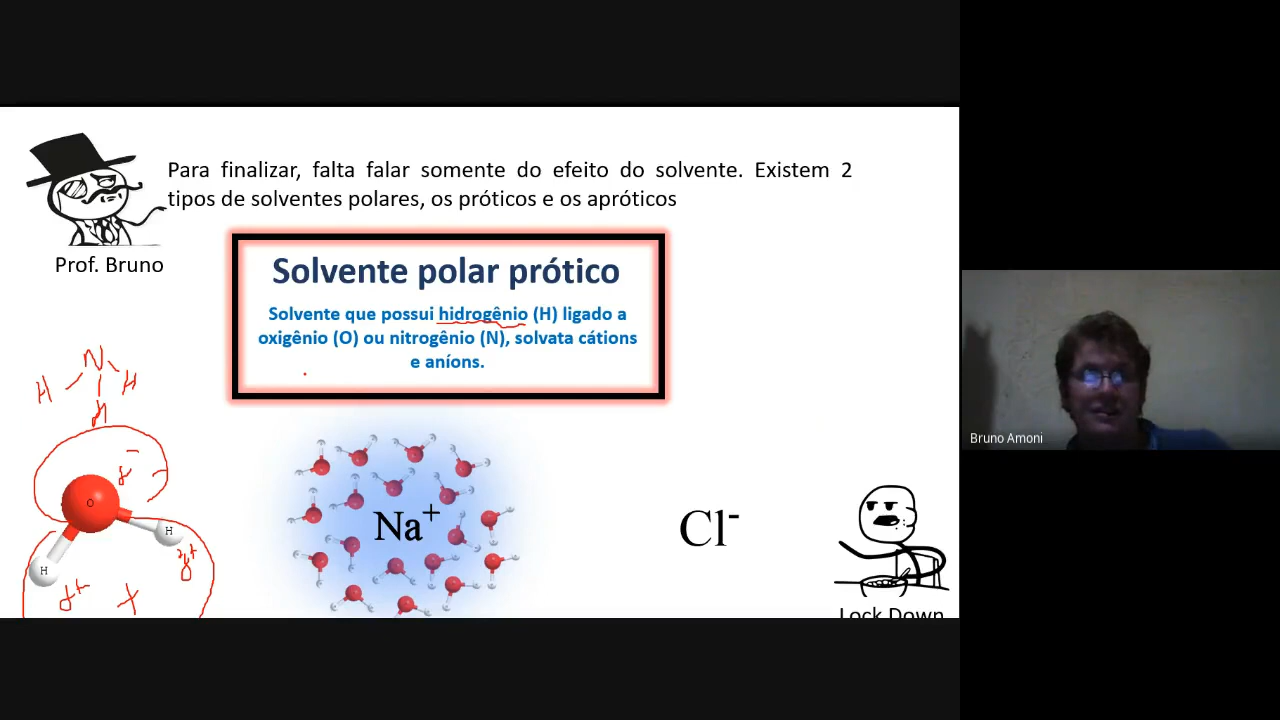 Para finalizar, falta falar somente do efeito do solvente. Existem 2
tipos de solventes polares, os próticos e os apróticos
Prof. Bruno
Solvente polar prótico
Solvente que possui hidrogênio (H) ligado a
oxigênio (O) ou nitrogênio (N), solvata cátions
e aníons.
N
H H
H
δ-
O
H
H
δ+
δ+ +
Na+
Cl-
Lock Down
Bruno Amoni